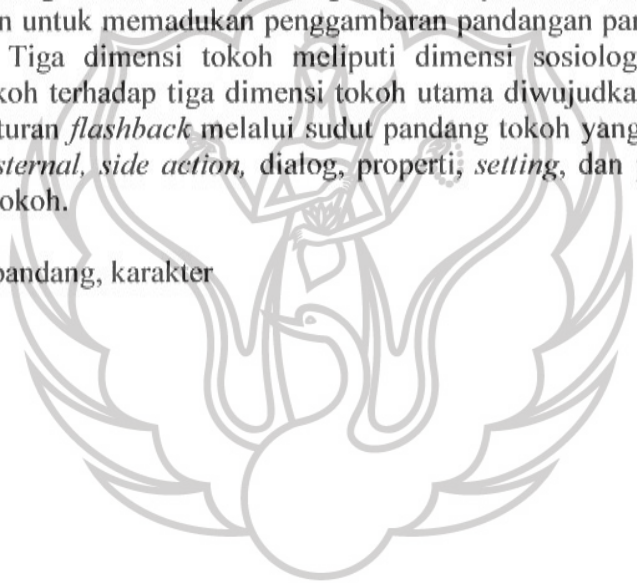 n untuk memadukan penggambaran pandangan par
Tiga dimensi tokoh meliputi dimensi sosiolog
koh terhadap tiga dimensi tokoh utama diwujudka
turan flashback melalui sudut pandang tokoh yang
sternal, side action, dialog, properti, setting, dan
okoh.
pandang, karakter